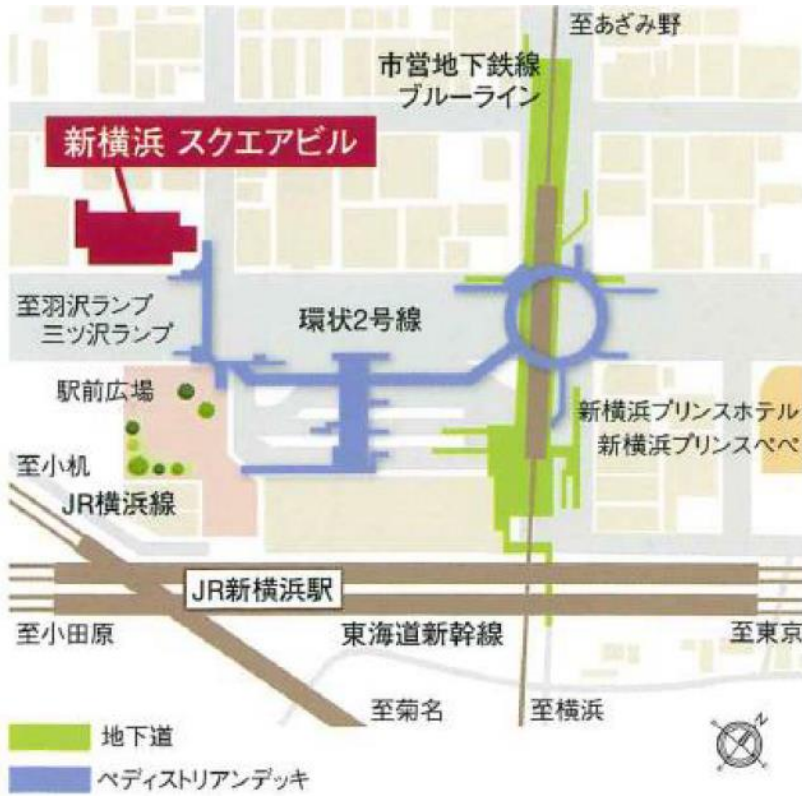 至あざみ野
市営地下鉄線
ブルーライン
新横浜 スクエアビル
至羽沢ランプ
三ツ沢ランプ
環状2号線
駅前広場
新横浜プリンスホテル
新横浜プリンスペペ
至小机
JR横浜線
JR新横浜駅
至小田原
東海道新幹線
至東京
至菊名
至横浜
地下道
ペディストリアンデッキ
N